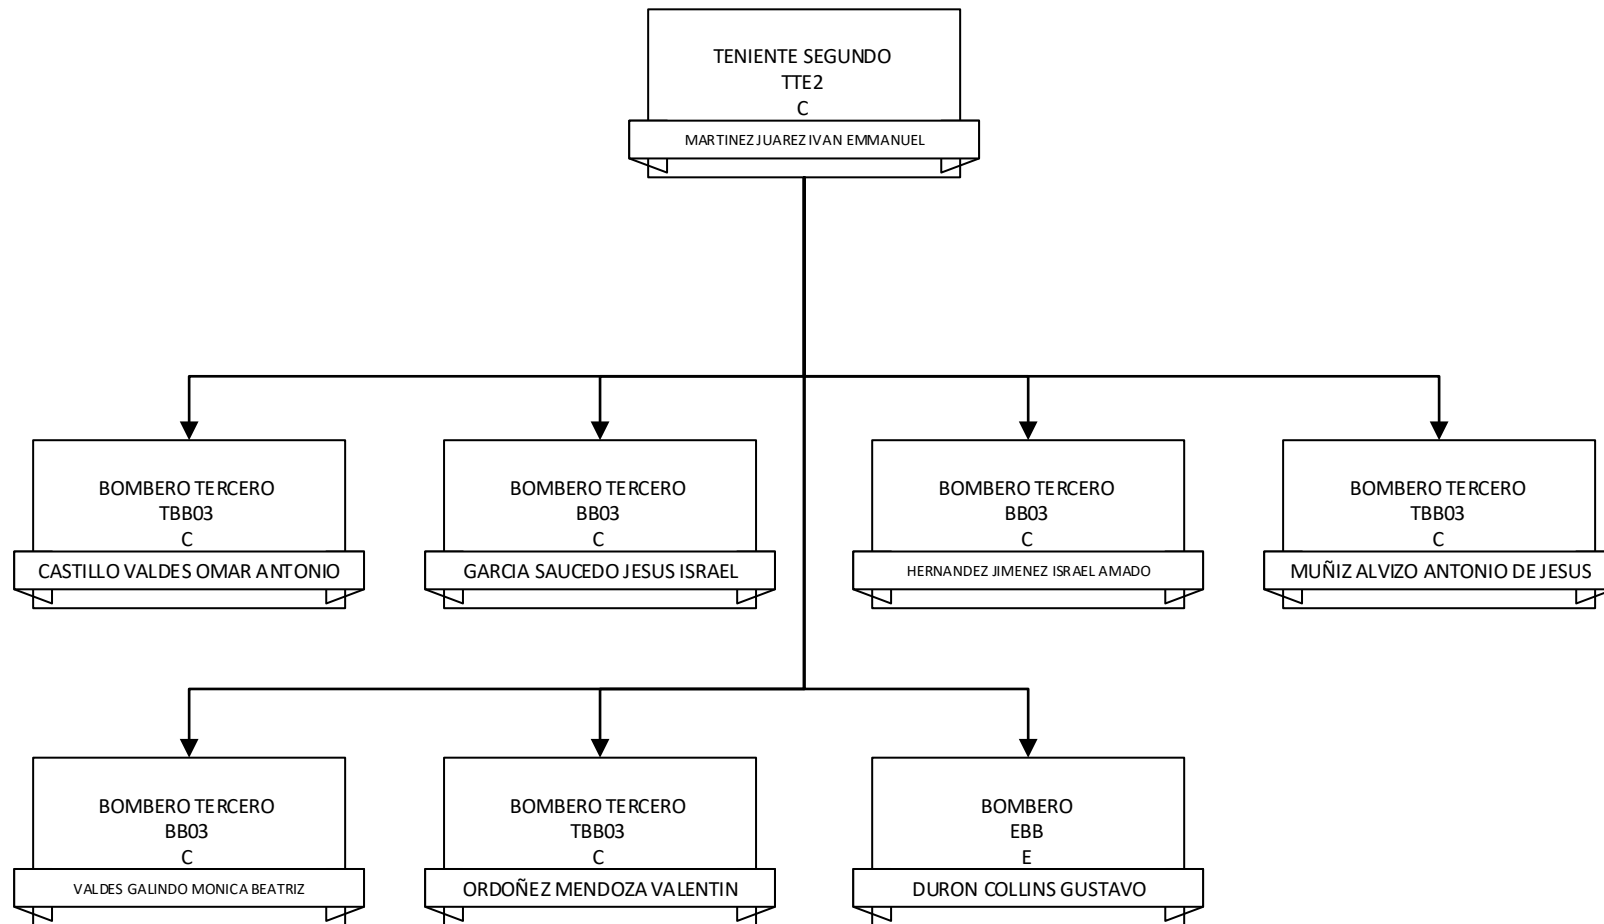 TENIENTE SEGUNDO
TTE2
C
MARTINEZ JUAREZ IVAN EMMANUEL
BOMBERO TERCERO
TBB03
C
CASTILLO VALDES OMAR ANTONIO
BOMBERO TERCERO
BB03
C
GARCIA SAUCEDO JESUS ISRAEL
BOMBERO TERCERO
BB03
C
HERNANDEZ JIMENEZ ISRAEL AMADO
BOMBERO TERCERO
TBB03
C
MUÑIZ ALVIZO ANTONIO DE JESUS
BOMBERO TERCERO
BB03
C
VALDES GALINDO MONICA BEATRIZ
BOMBERO TERCERO
TBB03
C
ORDOÑEZ MENDOZA VALENTIN
BOMBERO
EBB
E
DURON COLLINS GUSTAVO